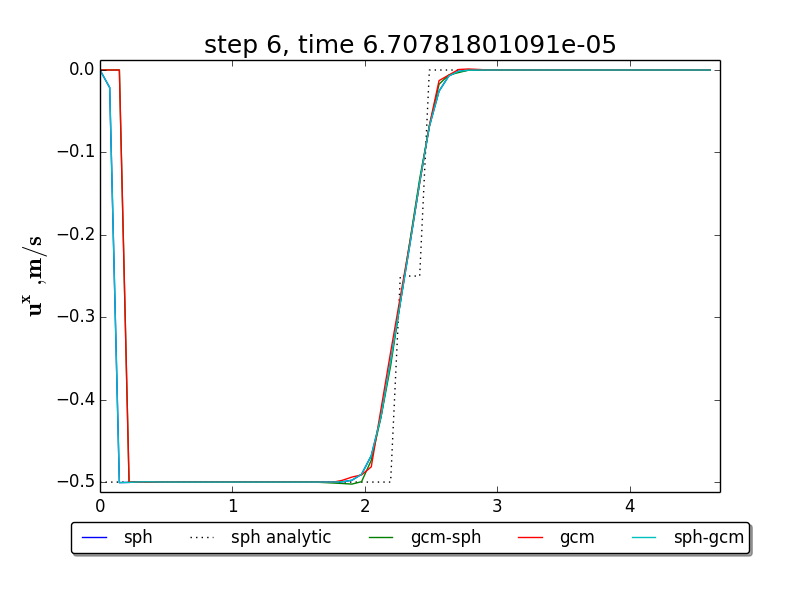 step 6, time 6.70781801091e-05
0.0
−0.1
−0.2
−0.3
−0.4
−0.5
u^x ,m/s
0 1 2 3 4
sph sph analytic gcm-sph gcm sph-gcm